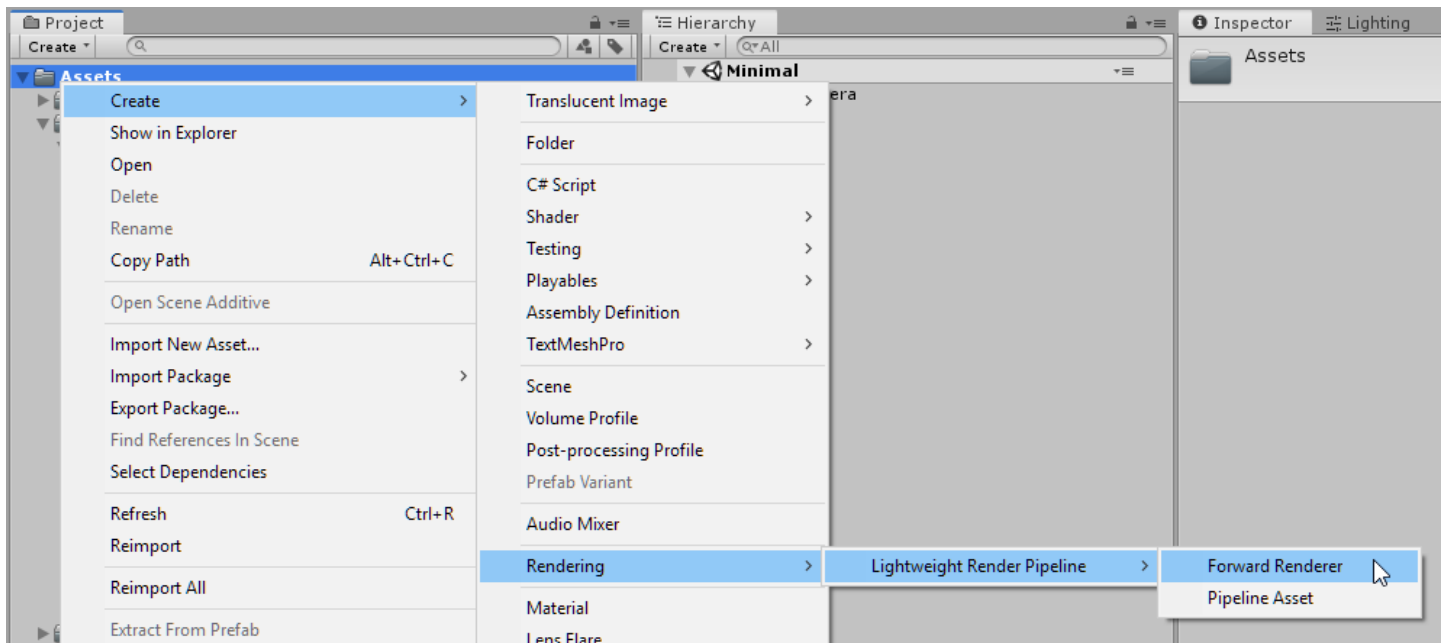 Project
Hierarchy
Inspector
Lighting
Create
Create
All
Assets
Assets
Minimal
era
Create
Show in Explorer
Open
Delete
Rename
Copy Path Alt+Ctrl+C
Open Scene Additive
Import New Asset...
Import Package
Export Package...
Find References In Scene
Select Dependencies
Refresh Ctrl+R
Reimport
Reimport All
Extract From Prefab
Translucent Image
Folder
C# Script
Shader
Testing
Playables
Assembly Definition
TextMeshPro
Scene
Volume Profile
Post-processing Profile
Prefab Variant
Audio Mixer
Rendering
Material
Lens Flare
Lightweight Render Pipeline
Forward Renderer
Pipeline Asset